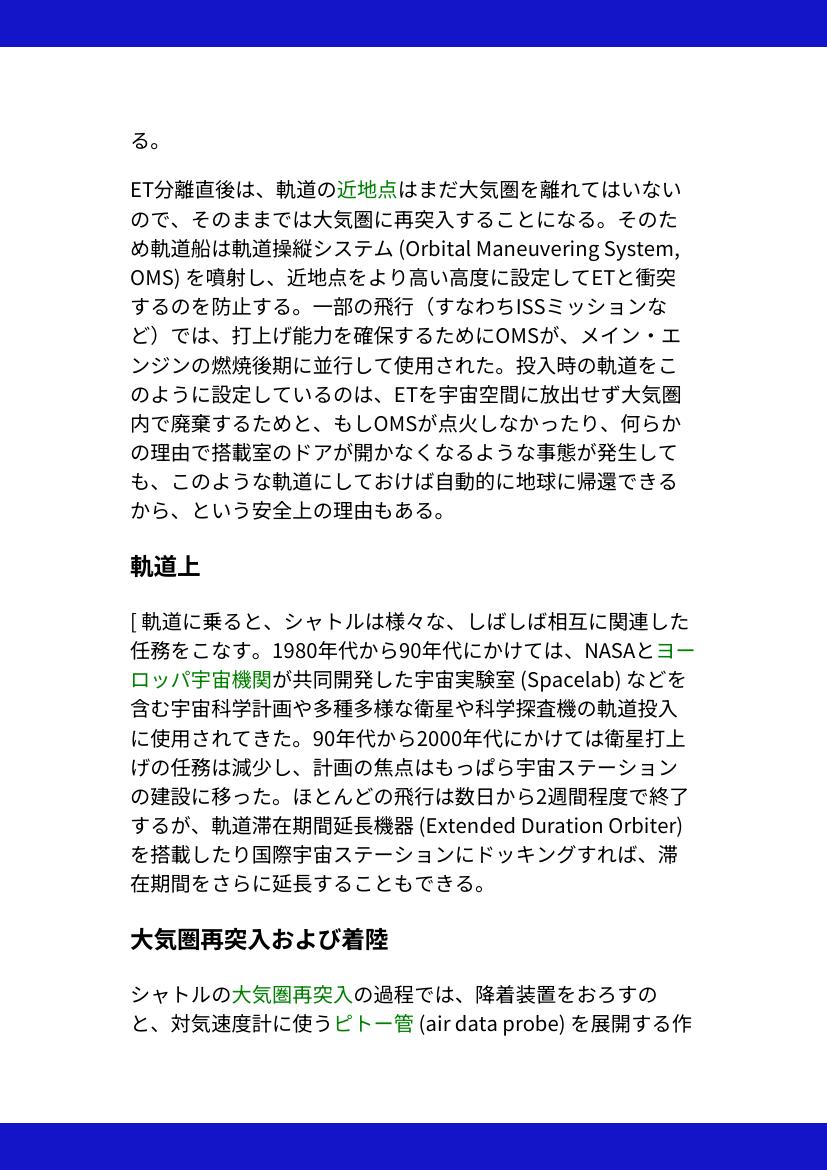 る。
ET分離直後は、軌道の近地点はまだ大気圏を離れてはいない
ので、そのままでは大気圏に再突入することになる。そのた
め軌道船は軌道操縦システム (Orbital Maneuvering System,
OMS) を噴射し、近地点をより高い高度に設定してETと衝突
するのを防止する。一部の飛行（すなわちISSミッションな
ど）では、打上げ能力を確保するためにOMSが、メイン・エ
ンジンの燃焼後期に並行して使用された。投入時の軌道をこ
のように設定しているのは、ETを宇宙空間に放出せず大気圏
内で廃棄するためと、もしOMSが点火しなかったり、何らか
の理由で搭載室のドアが開かなくなるような事態が発生して
も、このような軌道にしておけば自動的に地球に帰還できる
から、という安全上の理由もある。
軌道上
[ 軌道に乗ると、シャトルは様々な、しばしば相互に関連した
任務をこなす。1980年代から90年代にかけては、NASAとヨー
ロッパ宇宙機関が共同開発した宇宙実験室 (Spacelab) などを
含む宇宙科学計画や多種多様な衛星や科学探査機の軌道投入
に使用されてきた。90年代から2000年代にかけては衛星打上
げの任務は減少し、計画の焦点はもっぱら宇宙ステーション
の建設に移った。ほとんどの飛行は数日から2週間程度で終了
するが、軌道滞在期間延長機器 (Extended Duration Orbiter)
を搭載したり国際宇宙ステーションにドッキングすれば、滞
在期間をさらに延長することもできる。
大気圏再突入および着陸
シャトルの大気圏再突入の過程では、降着装置をおろすの
と、対気速度計に使うピトー管 (air data probe) を展開する作